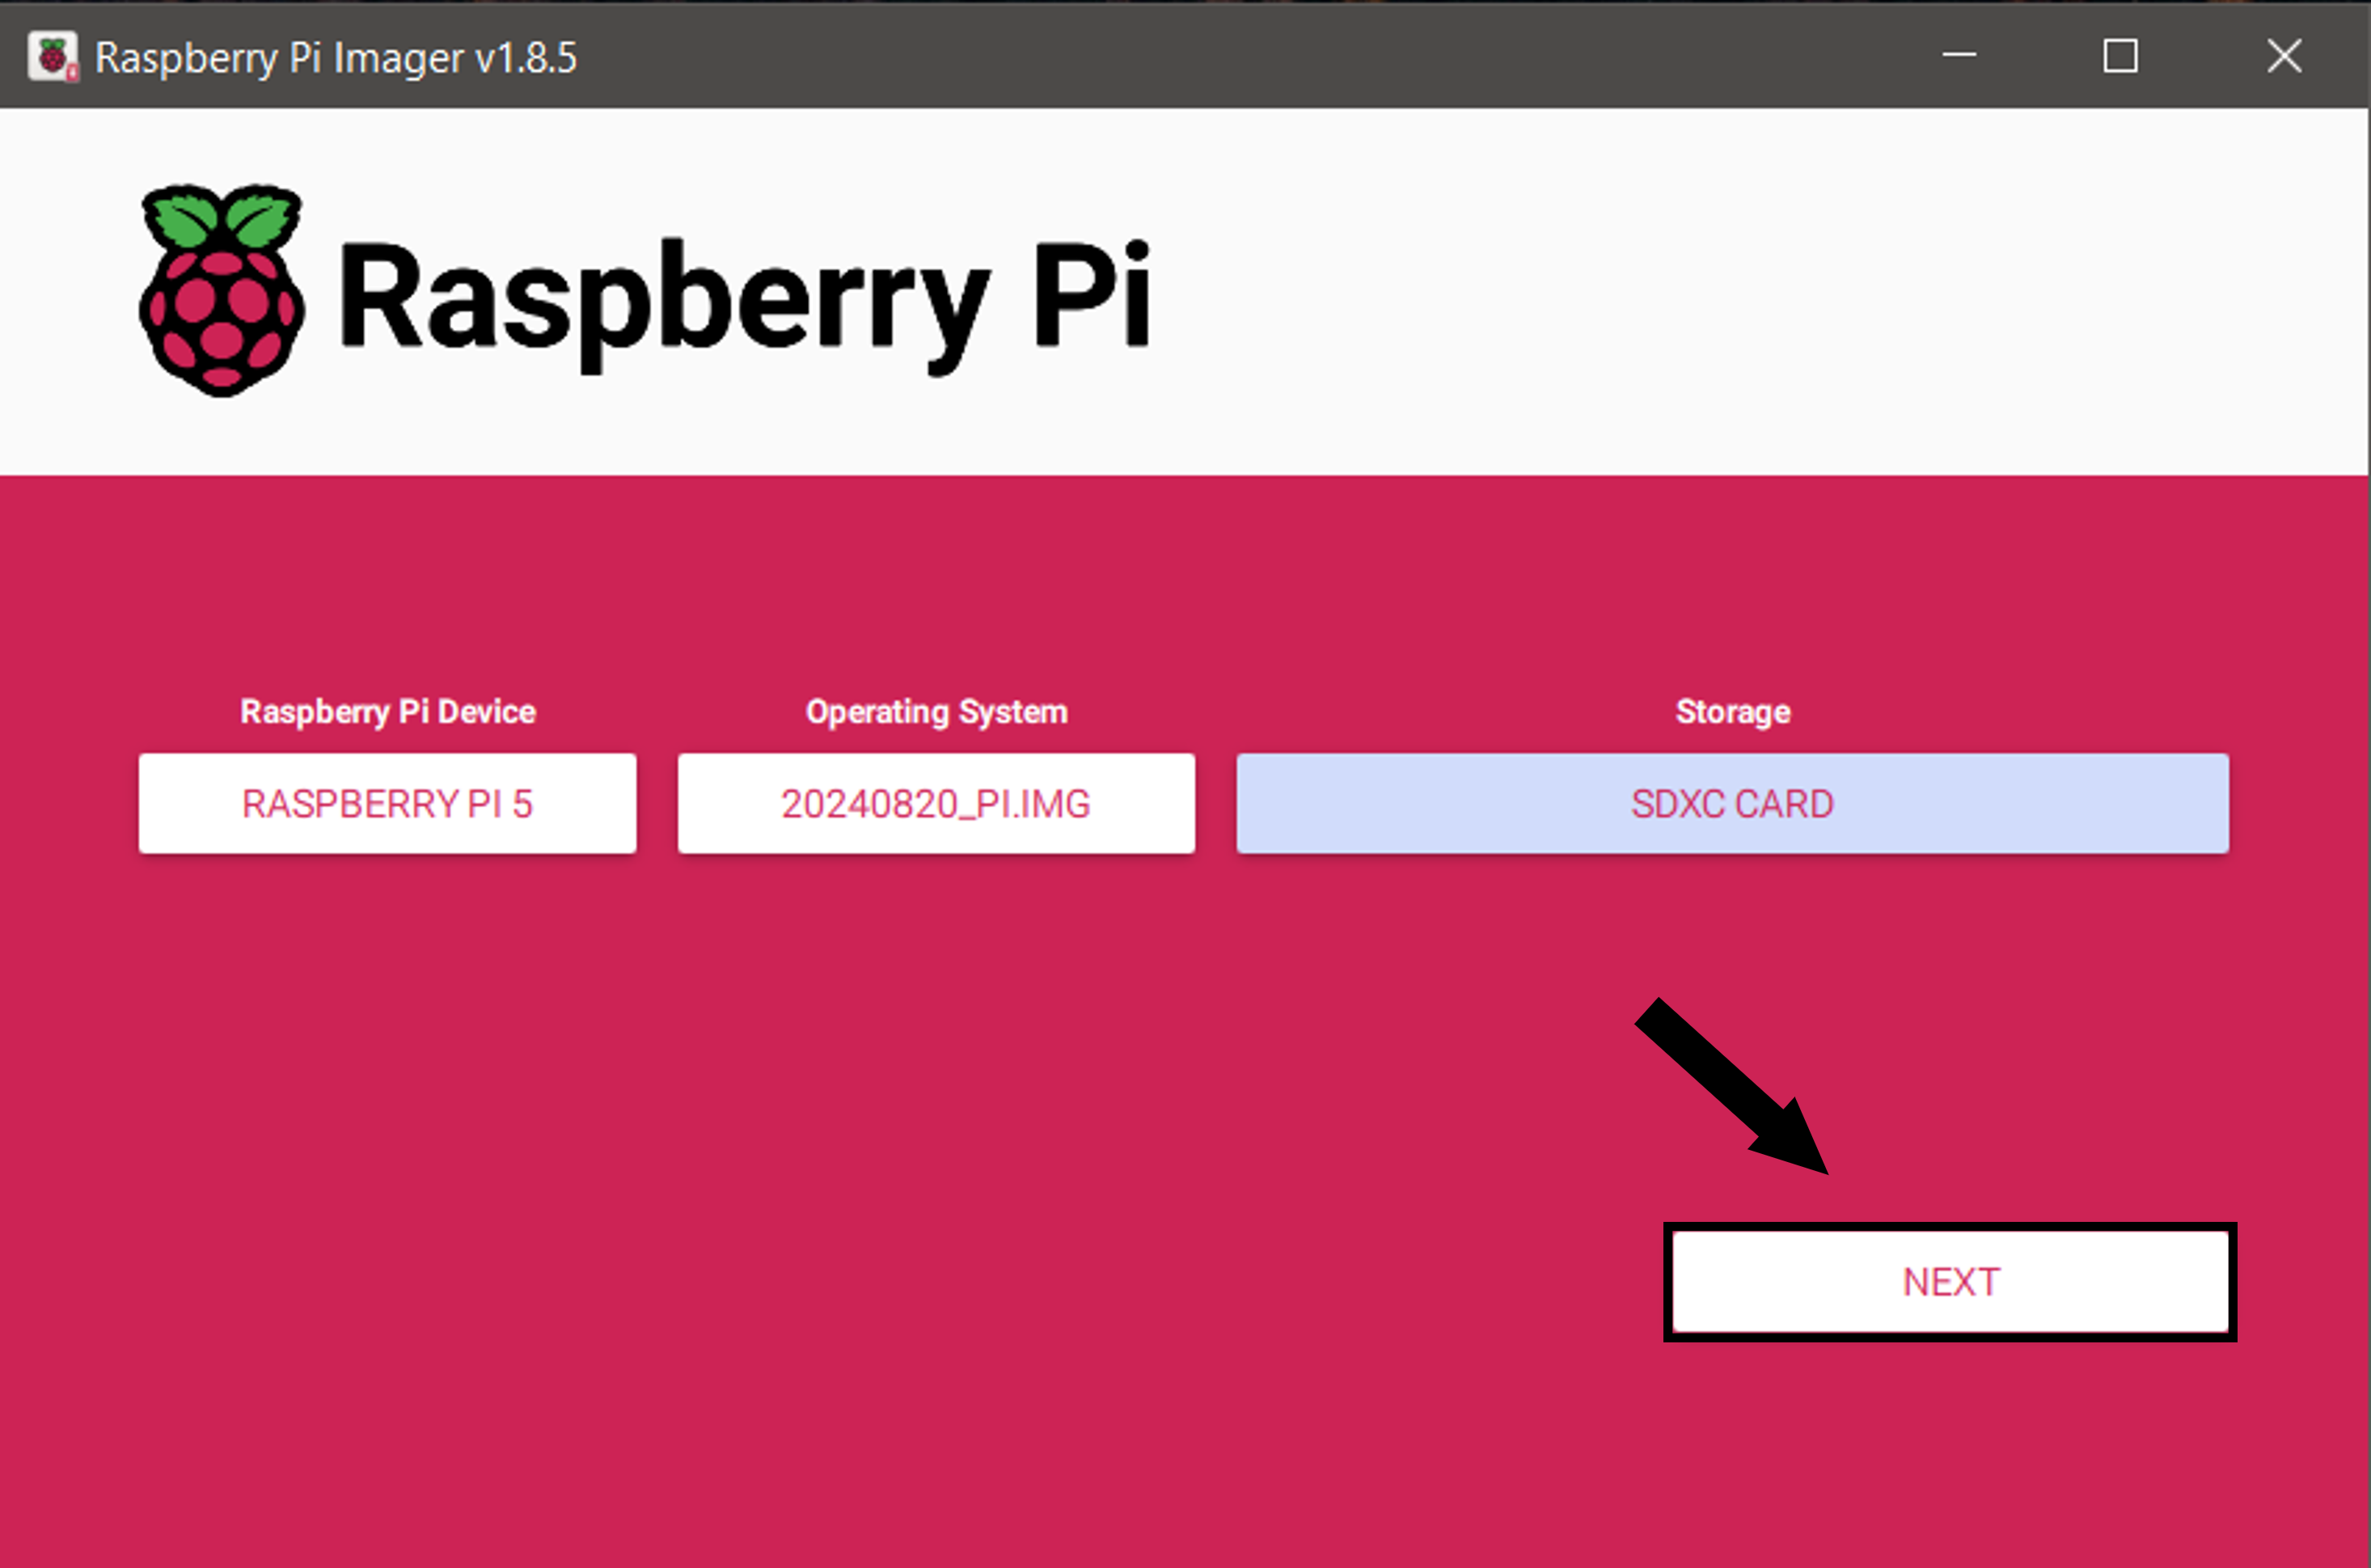 Raspberry Pi Imager v1.8.5
Raspberry Pi
Raspberry Pi Device
Operating System
Storage
RASPBERRY PI 5
20240820_PI.IMG
SDXC CARD
NEXT